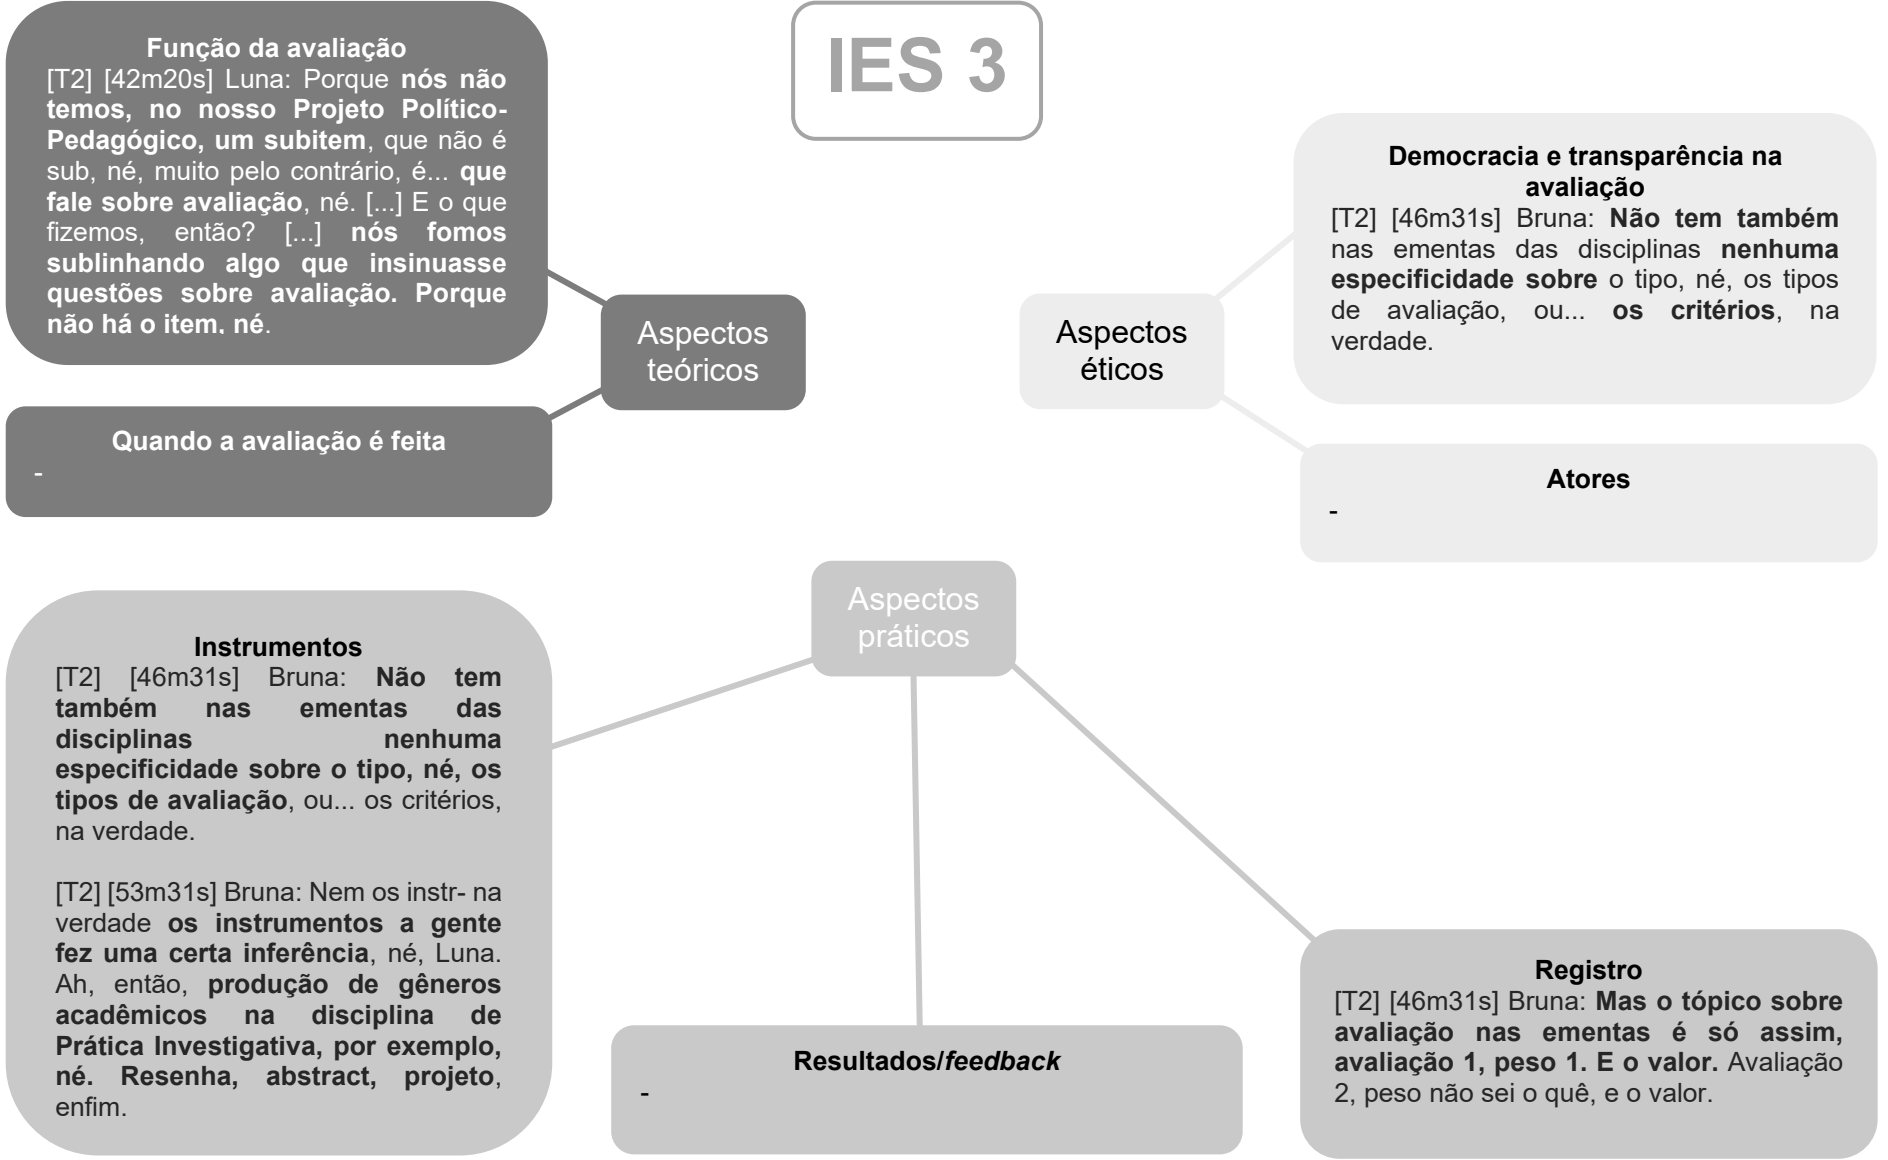 IES 3
Função da avaliação
[T2] [42m20s] Luna: Porque nós não
temos, no nosso Projeto Político-
Pedagógico, um subitem, que não é
sub, né, muito pelo contrário, é... que
fale sobre avaliação, né. [...] E o que
fizemos, então? [...] nós fomos
sublinhando algo que insinuasse
questões sobre avaliação. Porque
não há o item, né.
Aspectos
teóricos
Quando a avaliação é feita
-
Aspectos
éticos
Democracia e transparência na
avaliação
[T2] [46m31s] Bruna: Não tem também
nas ementas das disciplinas nenhuma
especificidade sobre o tipo, né, os tipos
de avaliação, ou... os critérios, na
verdade.
Atores
-
Aspectos
práticos
Instrumentos
[T2] [46m31s] Bruna: Não tem
também nas ementas das
disciplinas nenhuma
especificidade sobre o tipo, né, os
tipos de avaliação, ou... os critérios,
na verdade.
[T2] [53m31s] Bruna: Nem os instr- na
verdade os instrumentos a gente
fez uma certa inferência, né, Luna.
Ah, então, produção de gêneros
acadêmicos na disciplina de
Prática Investigativa, por exemplo,
né. Resenha, abstract, projeto,
enfim.
Resultados/feedback
-
Registro
[T2] [46m31s] Bruna: Mas o tópico sobre
avaliação nas ementas é só assim,
avaliação 1, peso 1. E o valor. Avaliação
2, peso não sei o quê, e o valor.